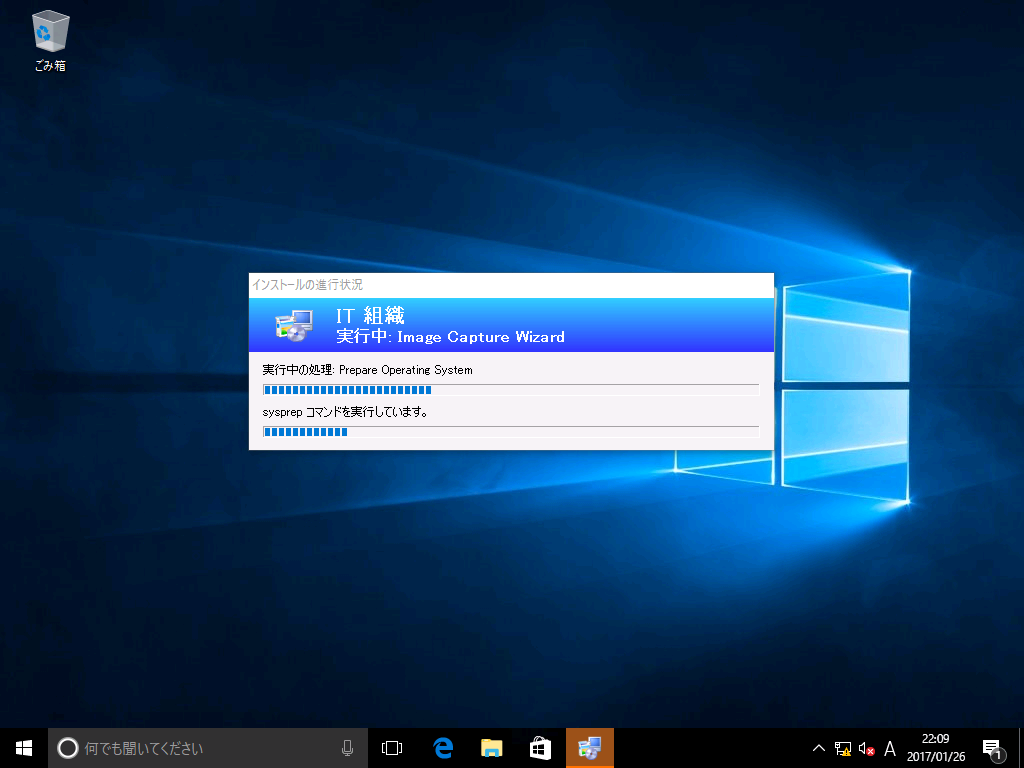 ごみ箱
インストールの進行状況
IT 組織
実行中: Image Capture Wizard
実行中の処理: Prepare Operating System
sysprep コマンドを実行しています。
何でも聞いてください
A
22:09
2017/01/26
1